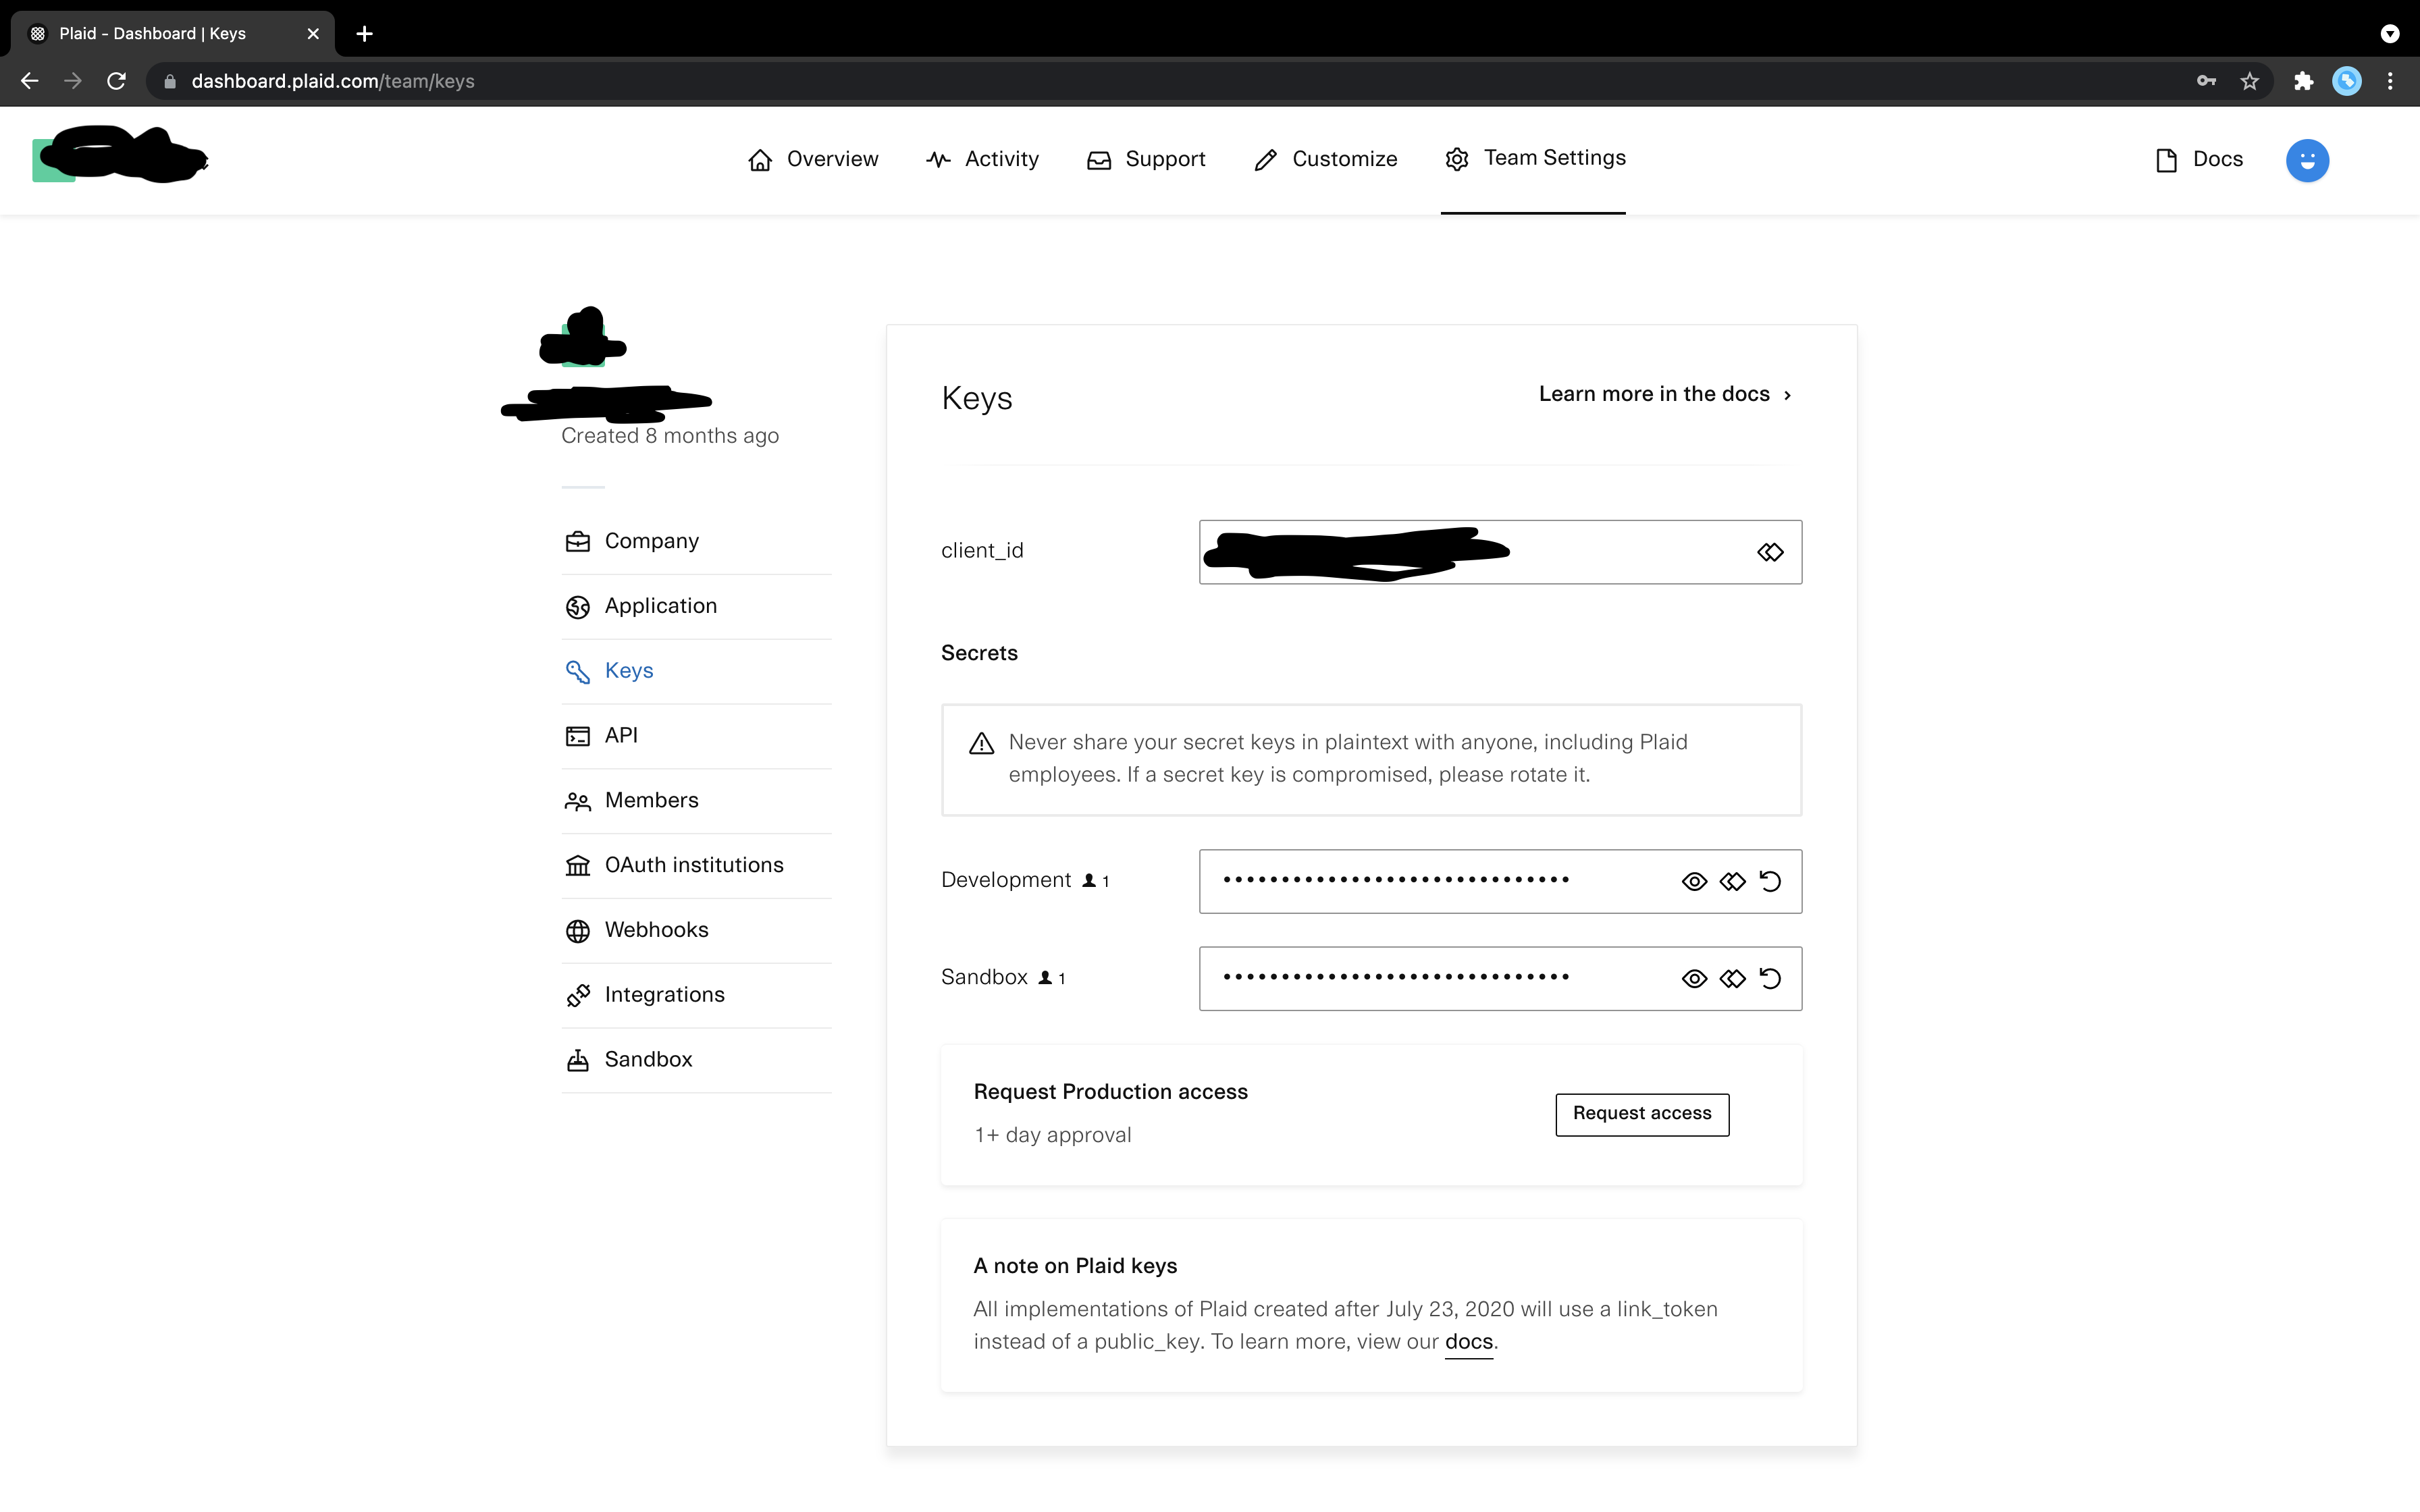 Plaid - Dashboard | Keys
dashboard.plaid.com/team/keys
Overview
Activity
Support
Customize
Team Settings
Docs
Created 8 months ago
Company
Application
Keys
API
Members
OAuth institutions
Webhooks
Integrations
Sandbox
Keys
Learn more in the docs
client_id
Secrets
Never share your secret keys in plaintext with anyone, including Plaid
employees. If a secret key is compromised, please rotate it.
Development 1
Sandbox 1
Request Production access
1+ day approval
Request access
A note on Plaid keys
All implementations of Plaid created after July 23, 2020 will use a link_token
instead of a public_key. To learn more, view our docs.